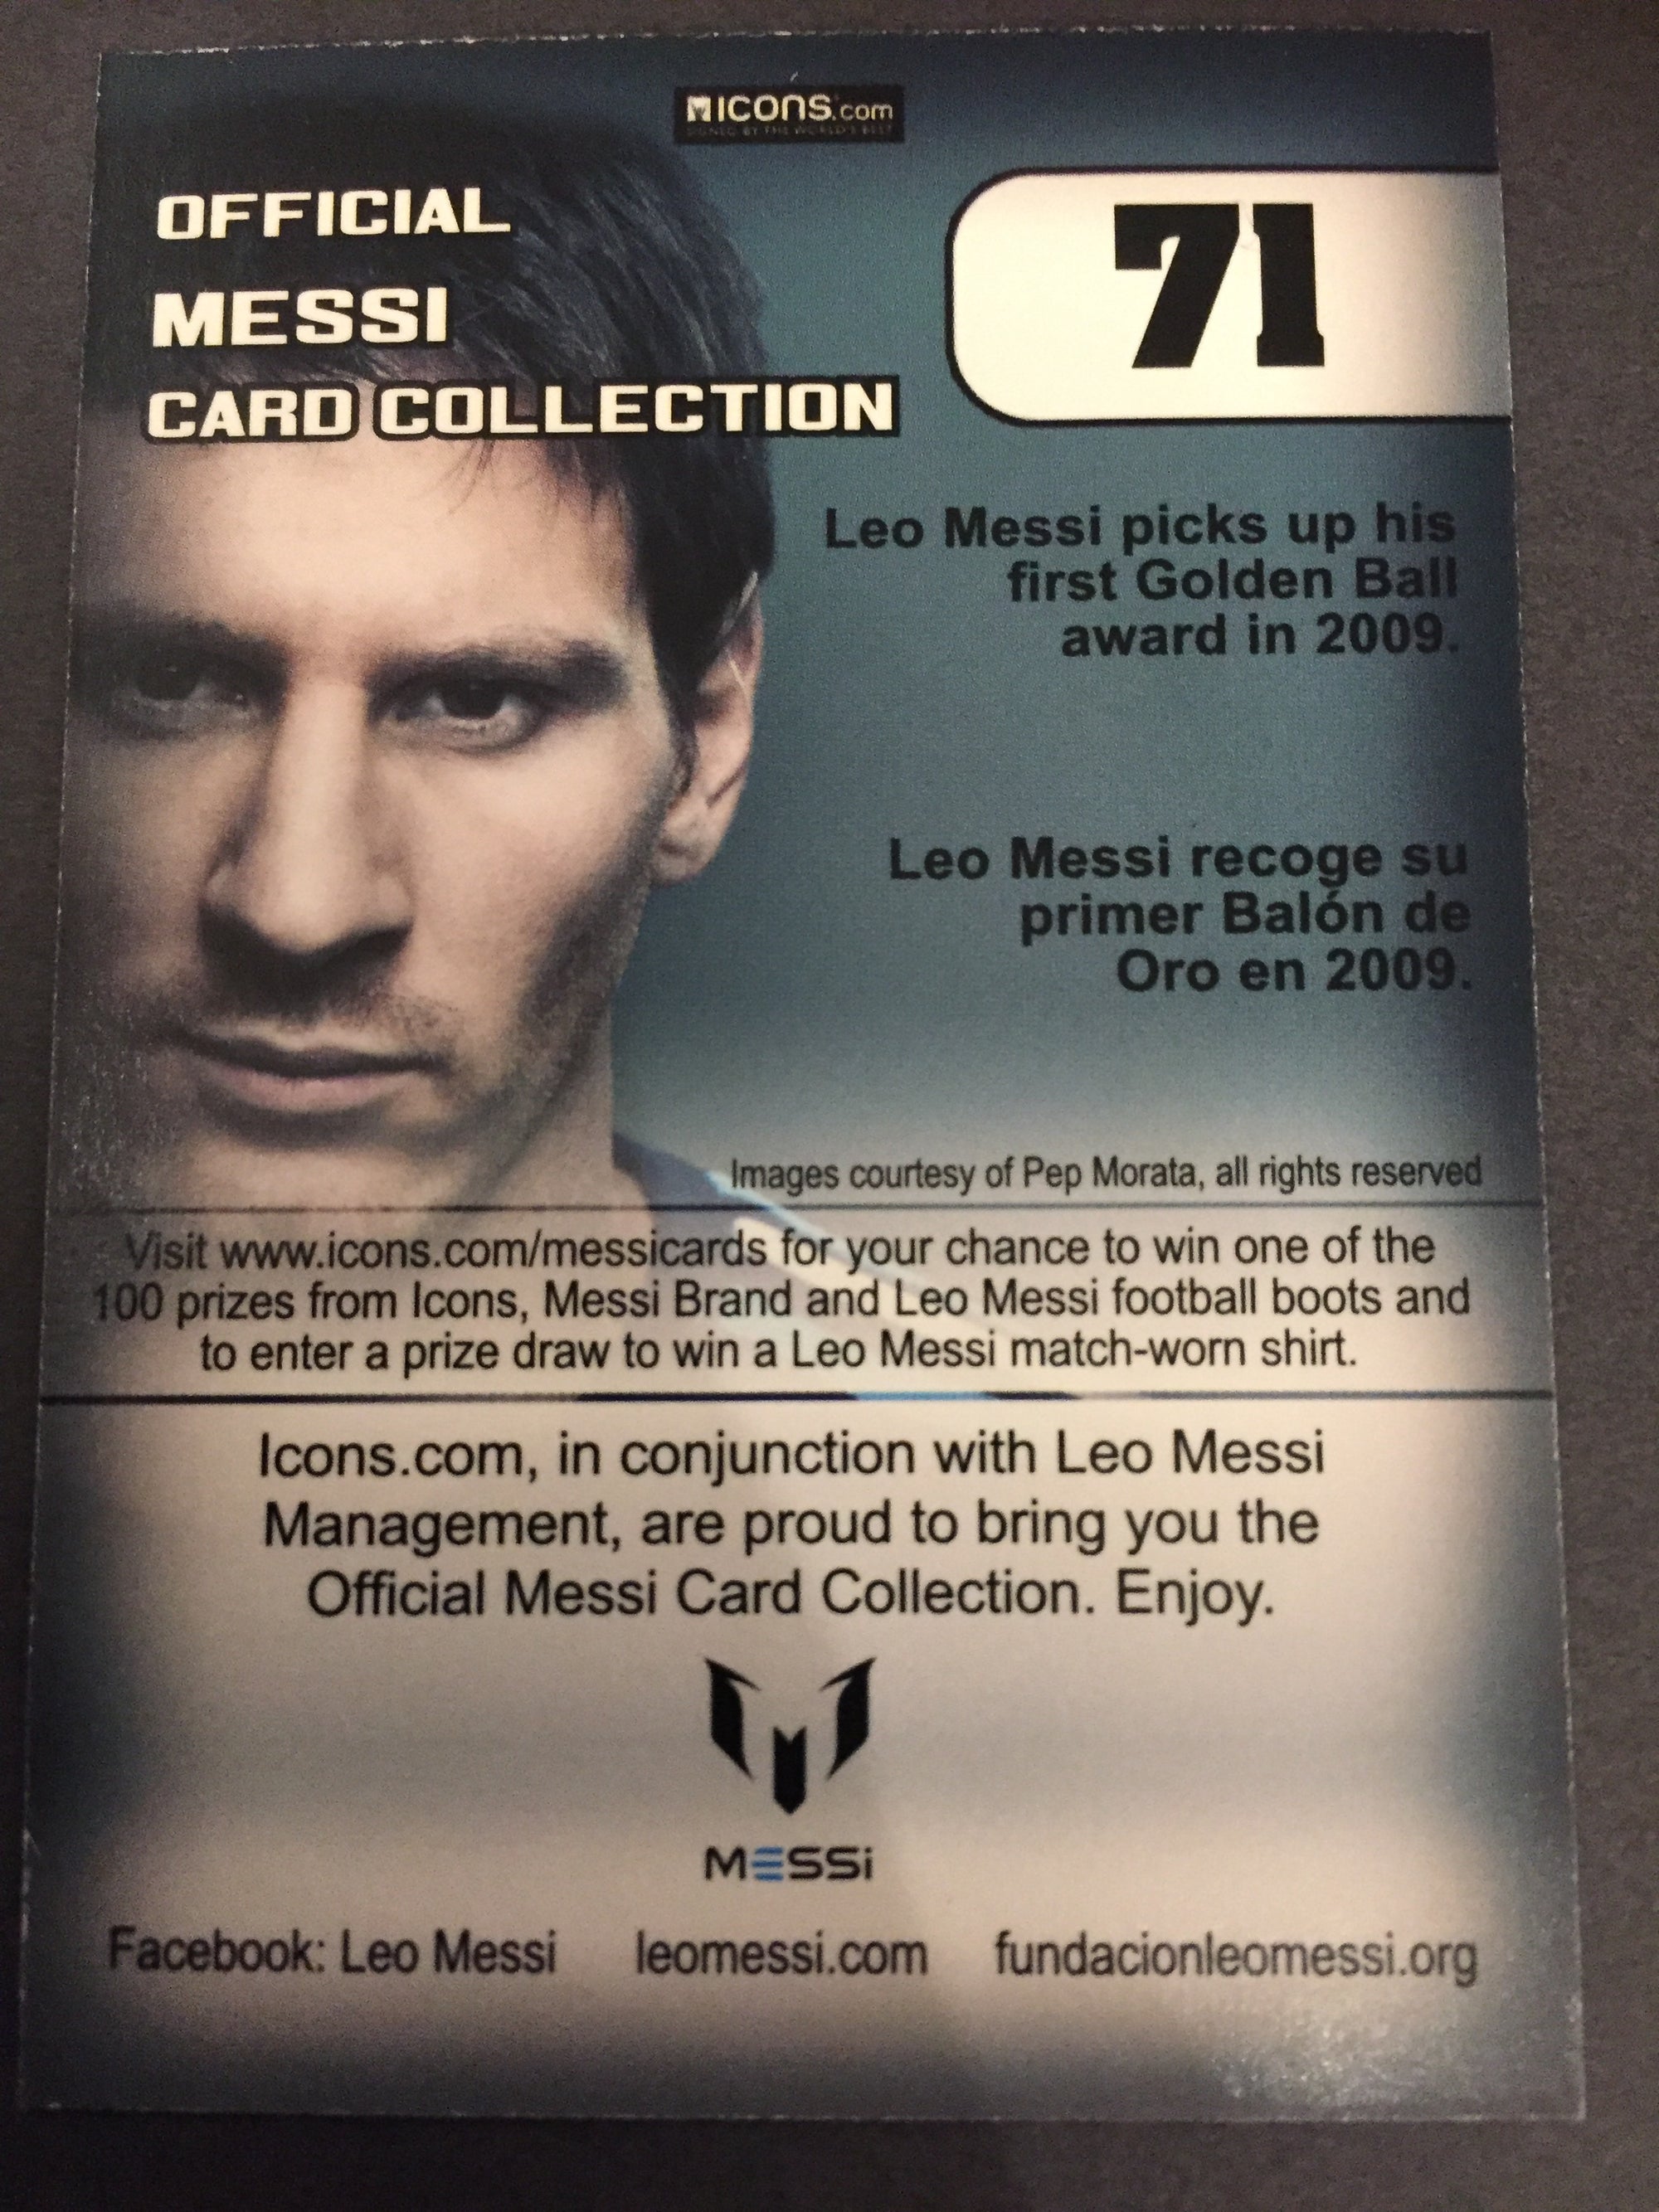 ICONS.com
SIGNED BY THE WORLD'S BEST
OFFICIAL
MESSI
CARD COLLECTION
71
Leo Messi picks up his
first Golden Ball
award in 2009.
Leo Messi recoge su
primer Balón de
Oro en 2009.
Images courtesy of Pep Morata, all rights reserved
Visit www.icons.com/messicards for your chance to win one of the
100 prizes from Icons, Messi Brand and Leo Messi football boots and
to enter a prize draw to win a Leo Messi match-worn shirt.
Icons.com, in conjunction with Leo Messi
Management, are proud to bring you the
Official Messi Card Collection. Enjoy.
MESSi
Facebook: Leo Messi leomessi.com fundacionleomessi.org